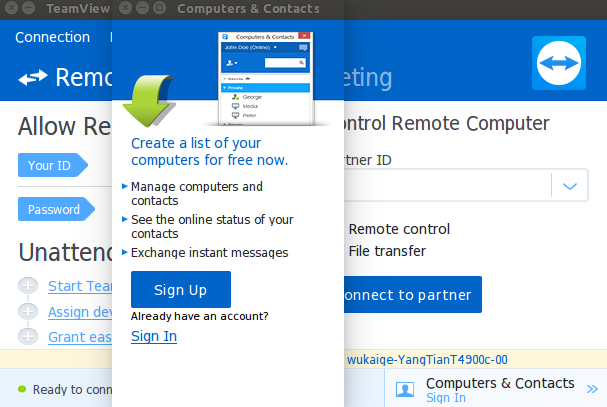 TeamView
Computers & Contacts
Connection
Remo
eting
Computers & Contacts
John Doe (Online)
Private
George
Media
Peter
Allow Re
ontrol Remote Computer
Create a list of your
computers for free now.
Your ID
rtner ID
Manage computers and
contacts
Password
See the online status of your
contacts
Remote control
Exchange instant messages
File transfer
Unattend
Start Tean
Sign Up
onnect to partner
Assign dev
Already have an account?
Grant eas
Sign In
wukaige-YangTianT4900c-00
Ready to conn
Computers & Contacts
Sign In